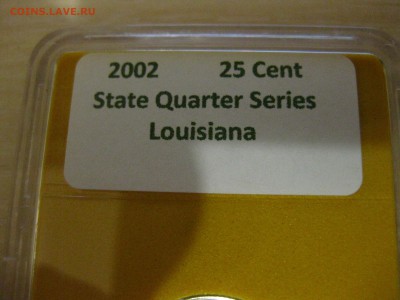 COINS.LAVE.RU
2002 25 Cent
State Quarter Series
Louisiana